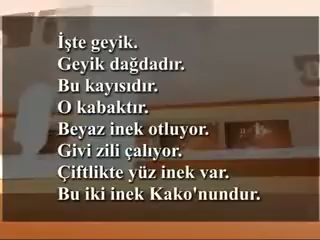 İşte geyik.
Geyik dağdadır.
Bu kayısıdır.
O kabaktır.
Beyaz inek otluyor.
Givi zili çalıyor.
Çiftlikte yüz inek var.
Bu iki inek Kako'nundur.